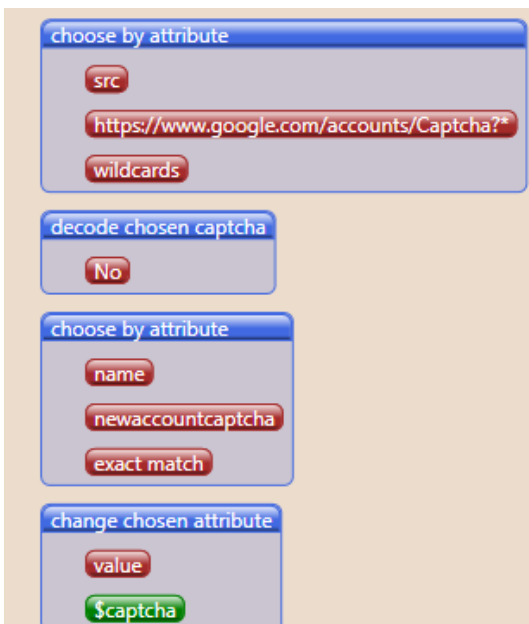 choose by attribute
src
https://www.google.com/accounts/Captcha?*
wildcards
decode chosen captcha
No
choose by attribute
name
newaccountcaptcha
exact match
change chosen attribute
value
$captcha